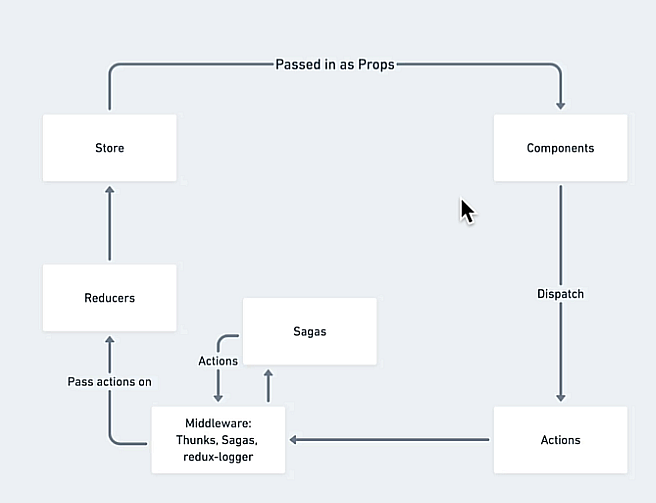 Passed in as Props
Store
Components
Reducers
Dispatch
Sagas
Actions
Pass actions on
Middleware:
Thunks, Sagas,
redux-logger
Actions